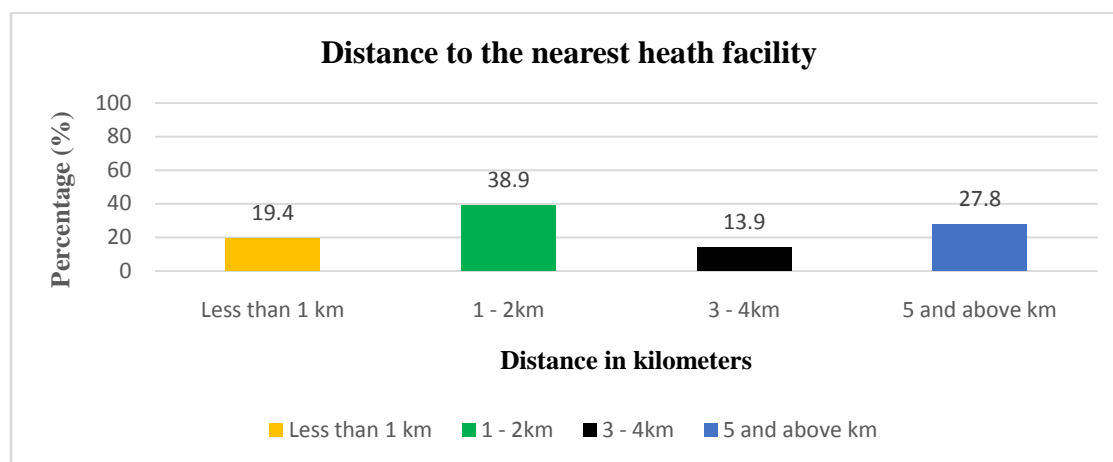 Distance to the nearest heath facility
Percentage (%)
100
80
60
40
20
0
19.4
38.9
13.9
27.8
Less than 1 km
1 - 2km
3 - 4km
5 and above km
Distance in kilometers
Less than 1 km
1 - 2km
3 - 4km
5 and above km